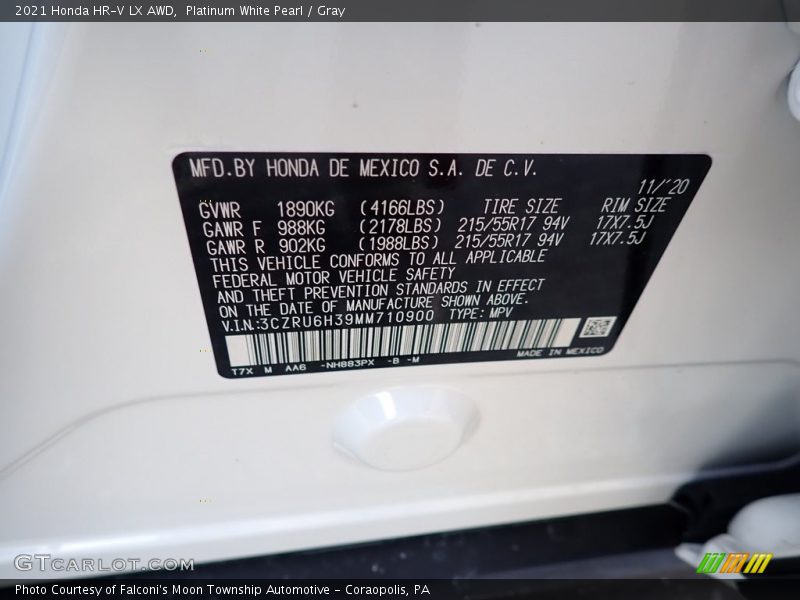 2021 Honda HR-V LX AWD, Platinum White Pearl / Gray
MFD.BY HONDA DE MEXICO S.A. DE C.V.
11/'20
GVWR 1890KG (4166LBS) TIRE SIZE RIM SIZE
GAWR F 988KG (2178LBS) 215/55R17 94V 17X7.5J
GAWR R 902KG (1988LBS) 215/55R17 94V 17X7.5J
THIS VEHICLE CONFORMS TO ALL APPLICABLE
FEDERAL MOTOR VEHICLE SAFETY
AND THEFT PREVENTION STANDARDS IN EFFECT
ON THE DATE OF MANUFACTURE SHOWN ABOVE.
V.I.N:3CZRU6H39MM710900 TYPE: MPV
T7X M AA6 -NH883PX -B -M MADE IN MEXICO
GTCARLOT.COM
Photo Courtesy of Falconi's Moon Township Automotive - Coraopolis, PA